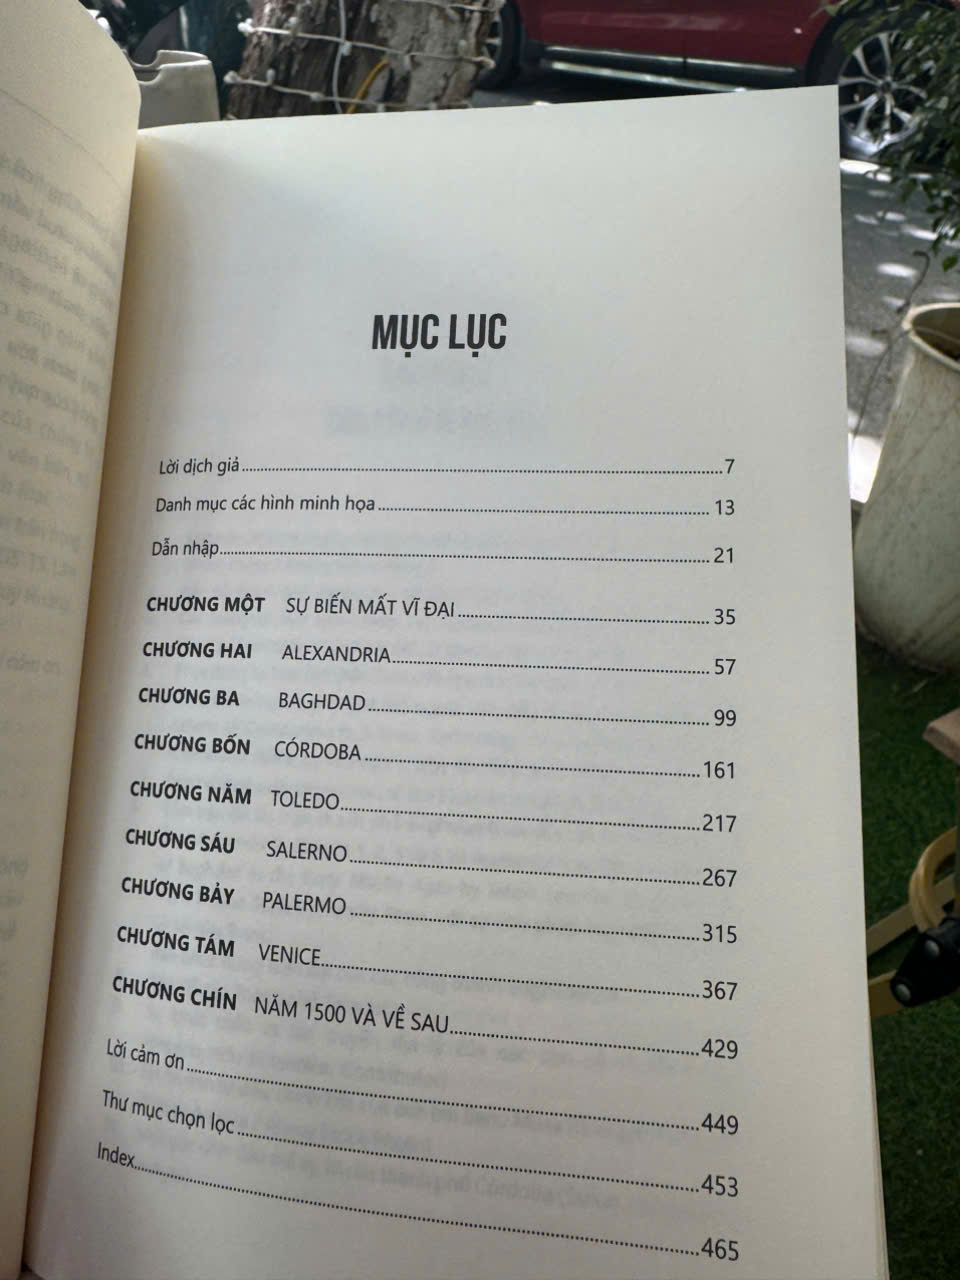 MỤC LỤC
Lời dịch giả 7
Danh mục các hình minh họa 13
Dẫn nhập 21
CHƯƠNG MỘT SỰ BIẾN MẤT VĨ ĐẠI 35
CHƯƠNG HAI ALEXANDRIA 57
CHƯƠNG BA BAGHDAD 99
CHƯƠNG BỐN CÓRDOBA 161
CHƯƠNG NĂM TOLEDO 217
CHƯƠNG SÁU SALERNO 267
CHƯƠNG BẢY PALERMO 315
CHƯƠNG TÁM VENICE 367
CHƯƠNG CHÍN NĂM 1500 VÀ VỀ SAU 429
Lời cảm ơn 449
Thư mục chọn lọc 453
Index 465